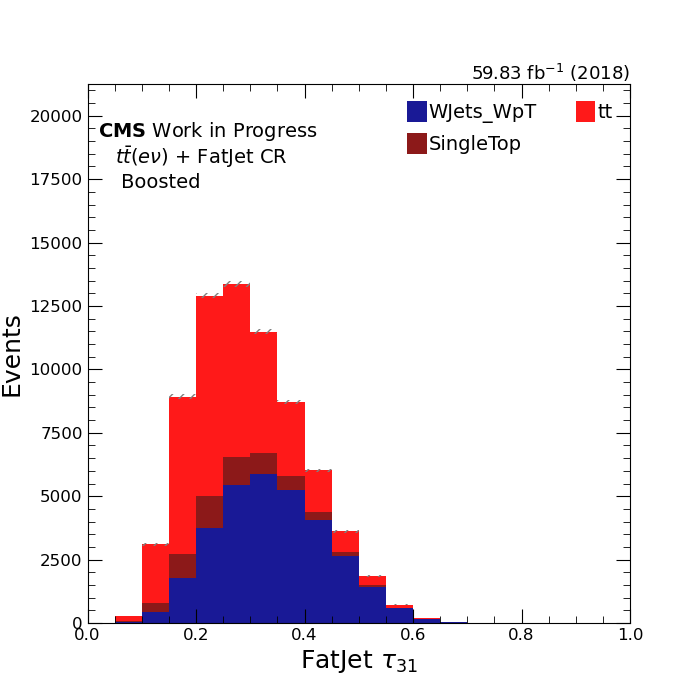 59.83 fb⁻¹ (2018)
WJets_WpT tt
SingleTop
CMS Work in Progress
tt̄(eν) + FatJet CR
Boosted
Events
20000
17500
15000
12500
10000
7500
5000
2500
0
0.0 0.2 0.4 0.6 0.8 1.0
FatJet τ₃₁